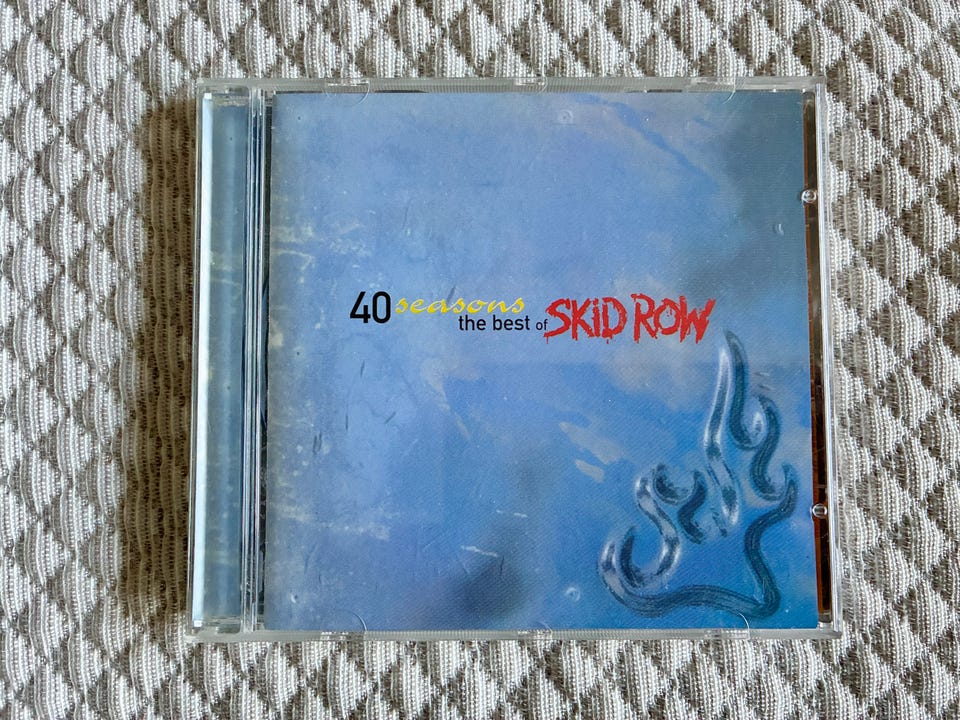 40 seasons
the best of SKID ROW